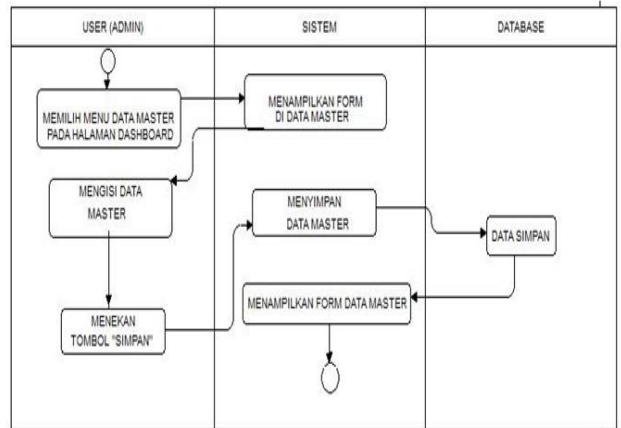 USER (ADMIN)
SISTEM
DATABASE
MEMILIH MENU DATA MASTER
PADA HALAMAN DASHBOARD
MENAMPILKAN FORM
DI DATA MASTER
MENGISI DATA
MASTER
MENEKAN
TOMBOL "SIMPAN"
MENYIMPAN
DATA MASTER
DATA SIMPAN
MENAMPILKAN FORM DATA MASTER